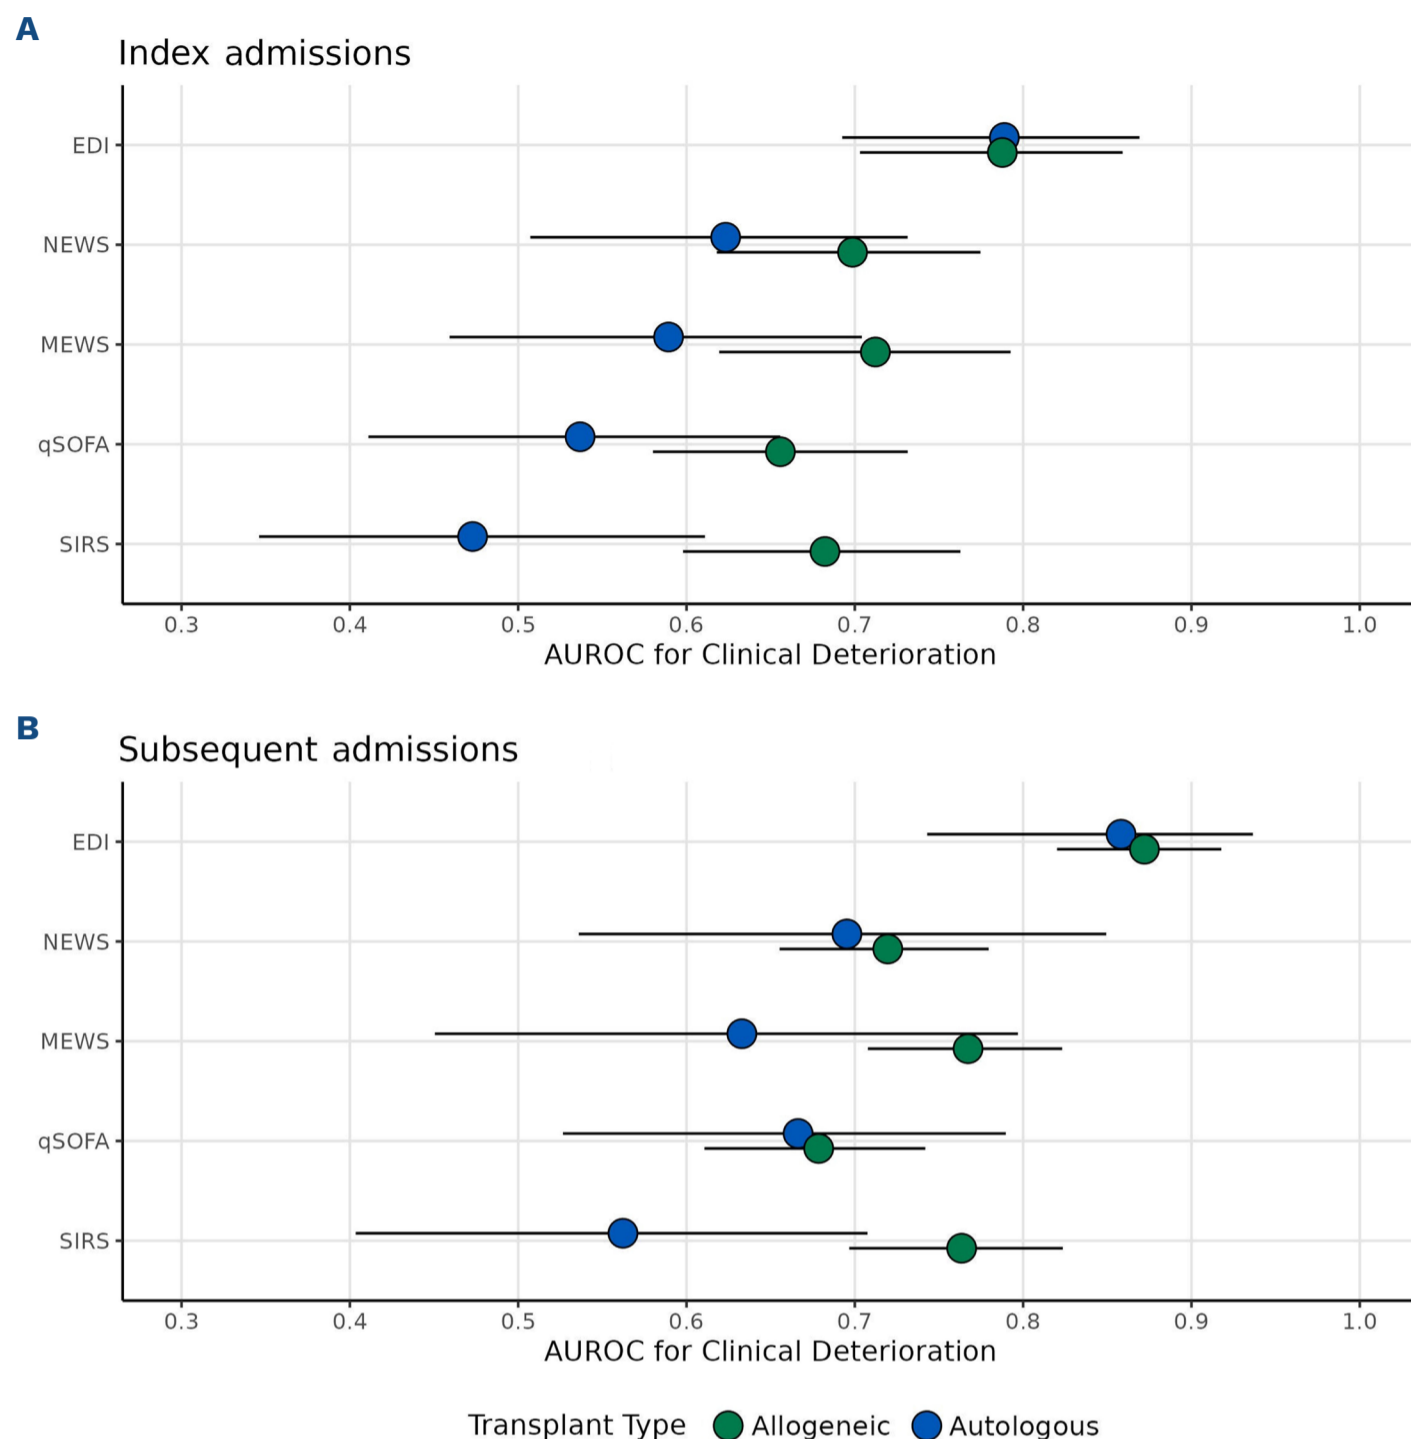 A
Index admissions
EDI
NEWS
MEWS
qSOFA
SIRS
0.3 0.4 0.5 0.6 0.7 0.8 0.9 1.0
AUROC for Clinical Deterioration
B
Subsequent admissions
EDI
NEWS
MEWS
qSOFA
SIRS
0.3 0.4 0.5 0.6 0.7 0.8 0.9 1.0
AUROC for Clinical Deterioration
Transplant Type Allogeneic Autologous